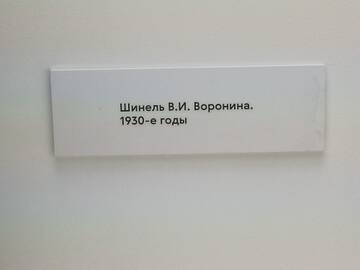 Шинель В.И. Воронина.
1930-е годы